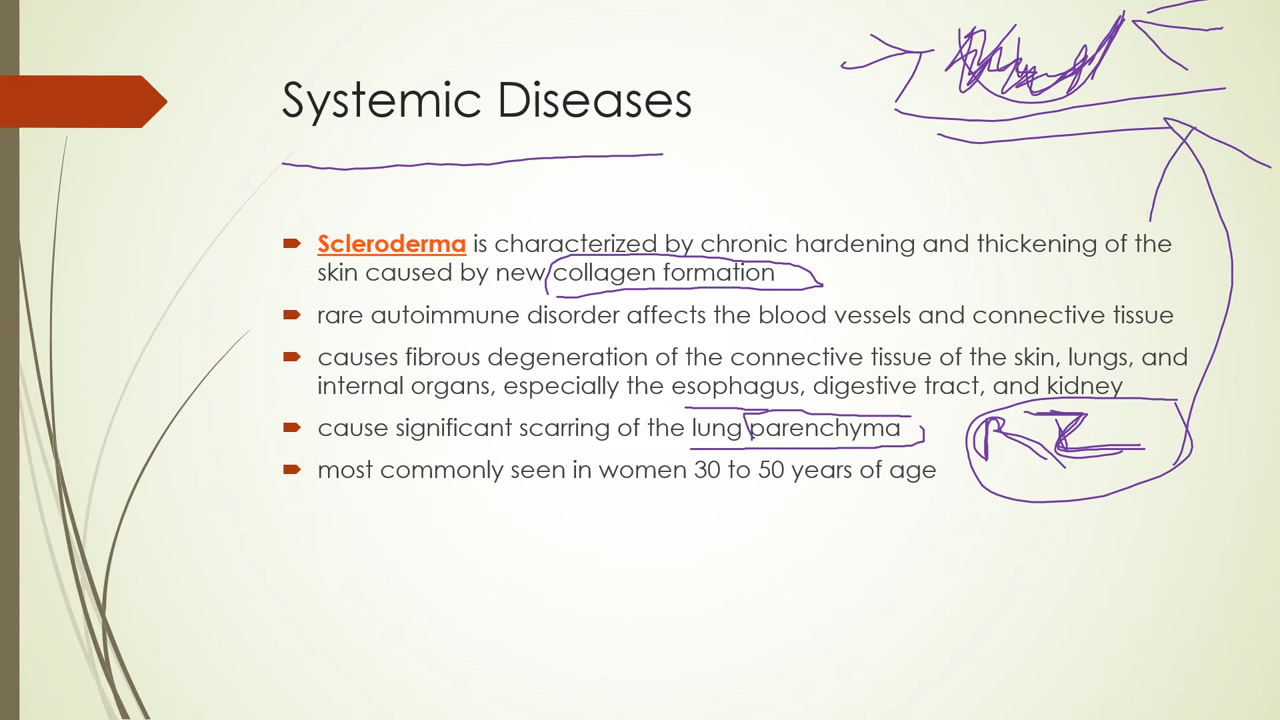 Systemic Diseases
Scleroderma is characterized by chronic hardening and thickening of the
skin caused by new collagen formation
rare autoimmune disorder affects the blood vessels and connective tissue
causes fibrous degeneration of the connective tissue of the skin, lungs, and
internal organs, especially the esophagus, digestive tract, and kidney
cause significant scarring of the lung parenchyma
most commonly seen in women 30 to 50 years of age